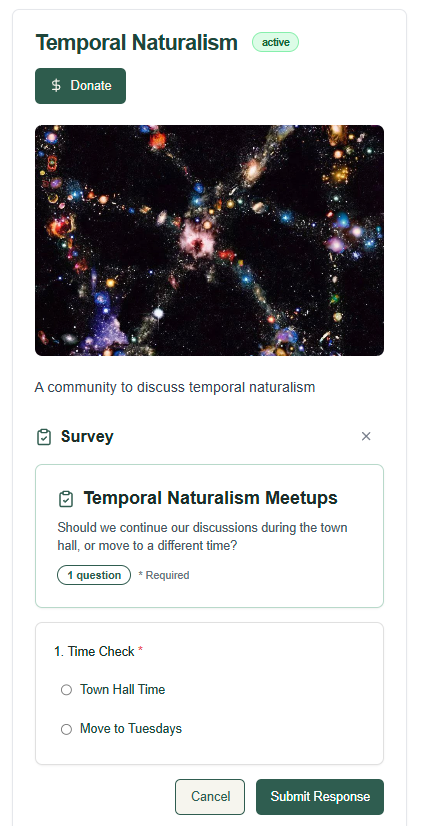 Temporal Naturalism
active
$ Donate
A community to discuss temporal naturalism
Survey
Temporal Naturalism Meetups
Should we continue our discussions during the town
hall, or move to a different time?
1 question * Required
1. Time Check *
Town Hall Time
Move to Tuesdays
Cancel Submit Response